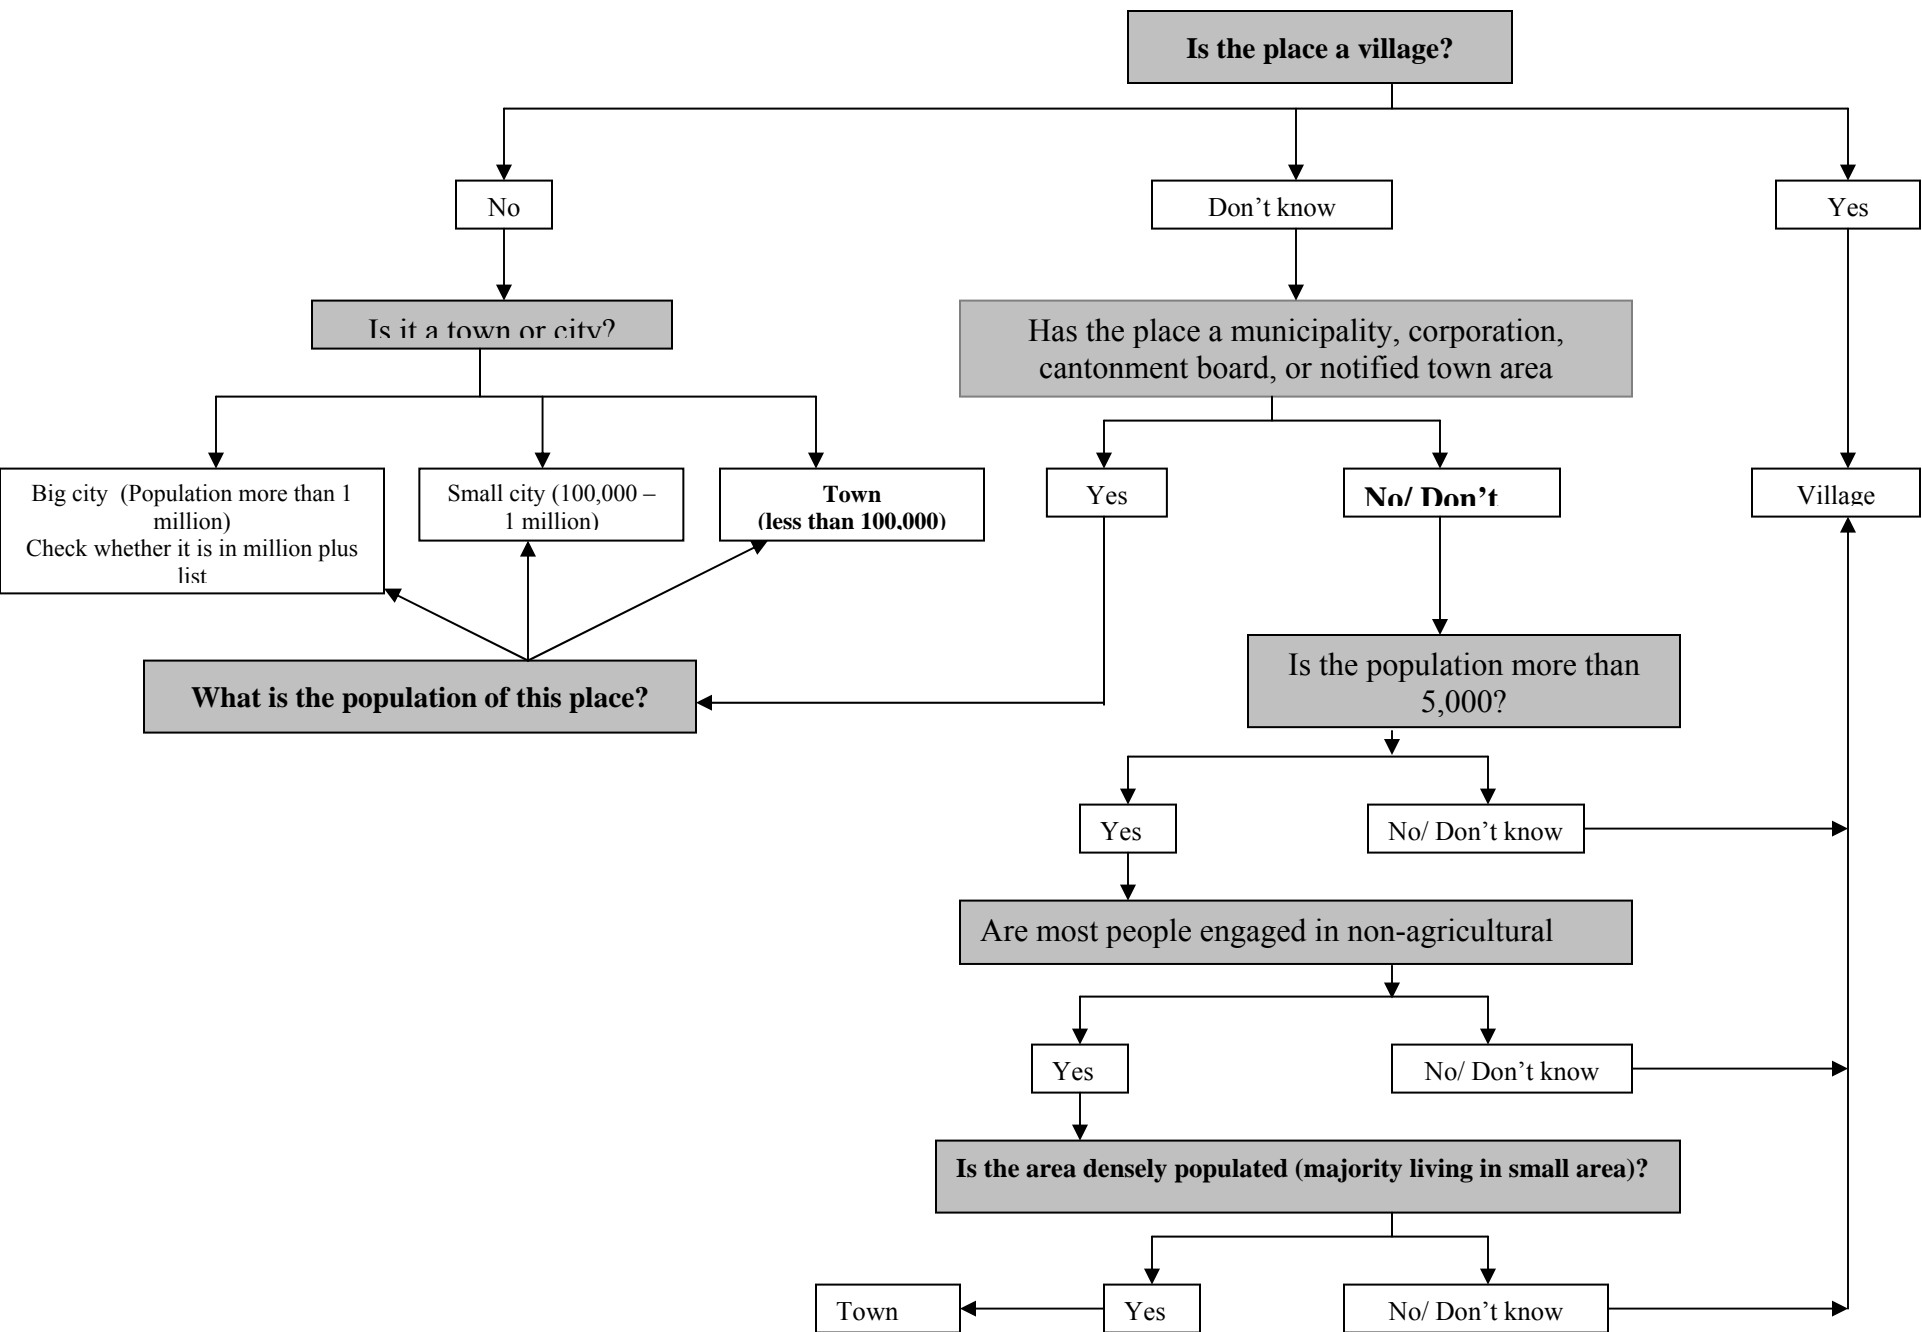 Is the place a village?
No
Don’t know
Yes
Is it a town or city?
Has the place a municipality, corporation,
cantonment board, or notified town area
Big city  (Population more than 1
million)
Check whether it is in million plus
list
Small city (100,000 –
1 million)
Town
(less than 100,000)
Yes
No/ Don’t
Village
What is the population of this place?
Is the population more than
5,000?
Yes
No/ Don’t know
Are most people engaged in non-agricultural
Yes
No/ Don’t know
Is the area densely populated (majority living in small area)?
Town
Yes
No/ Don’t know